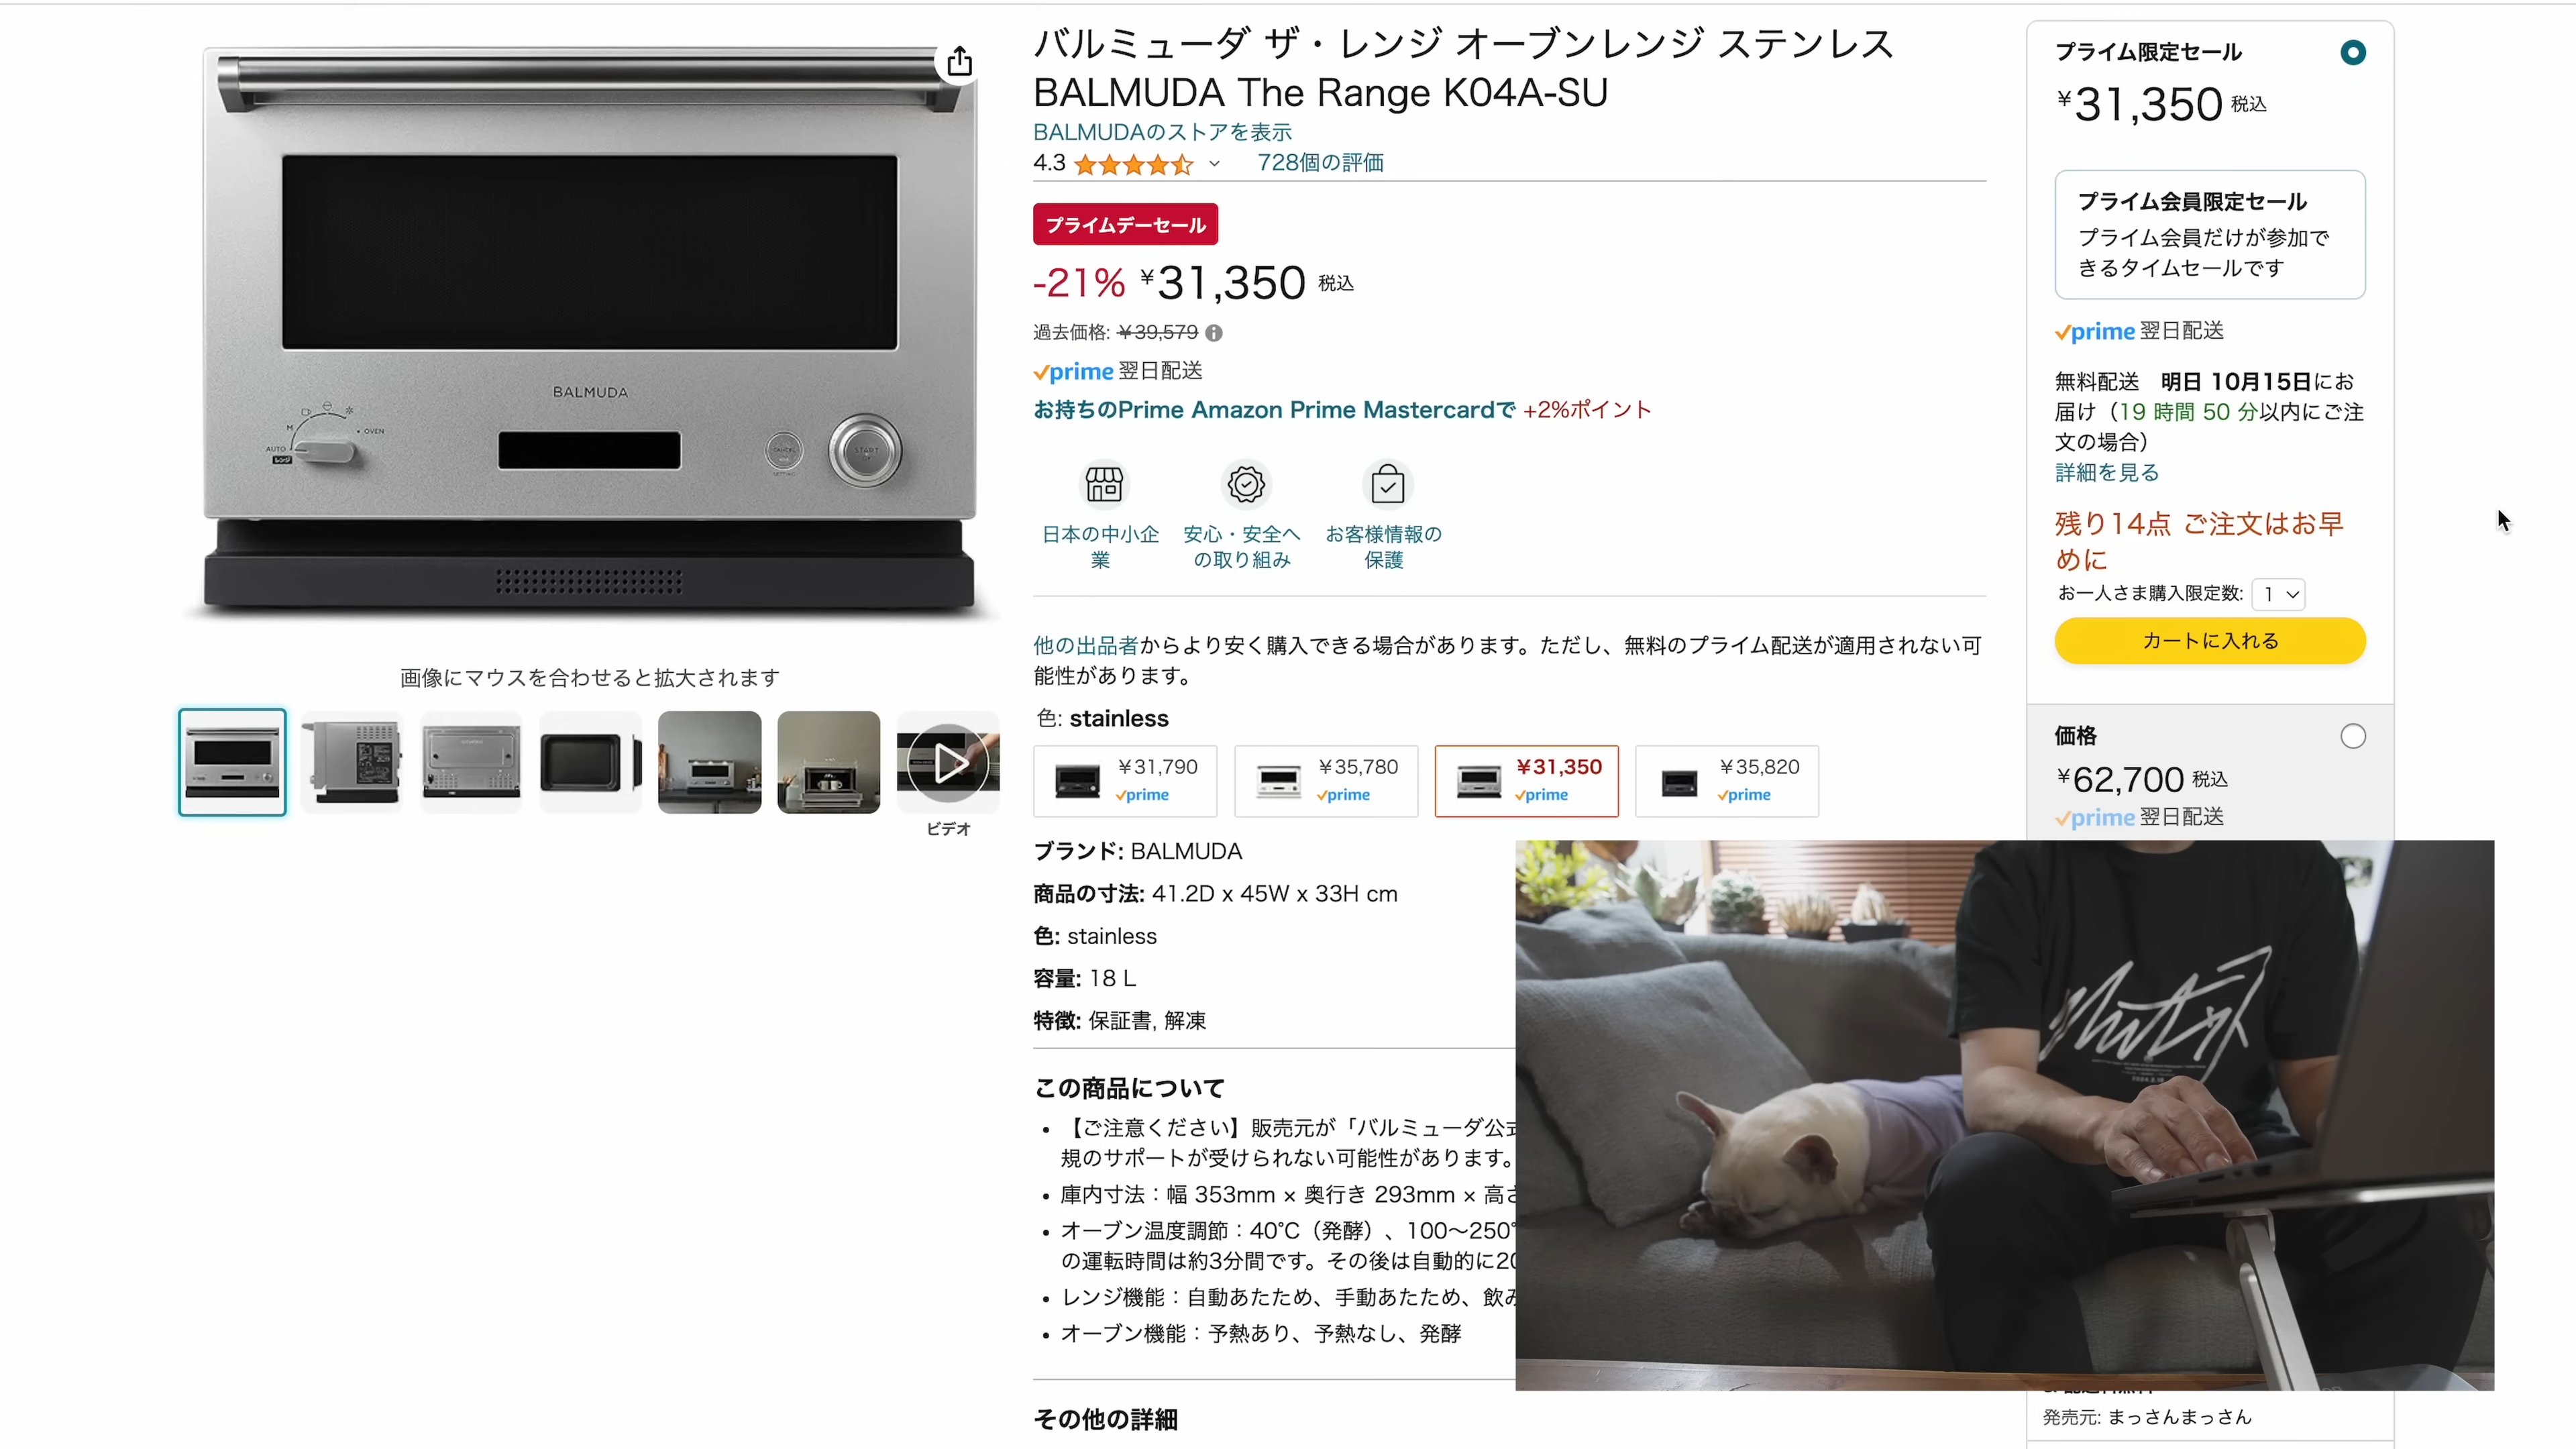 バルミューダ ザ・レンジ オーブンレンジ ステンレス
BALMUDA The Range K04A-SU
BALMUDAのストアを表示
4.3
728個の評価
プライムデーセール
-21% ¥31,350 税込
過去価格: ¥39,579
prime 翌日配送
お持ちのPrime Amazon Prime Mastercardで +2%ポイント
日本の中小企
業
安心・安全へ
の取り組み
お客様情報の
保護
他の出品者からより安く購入できる場合があります。ただし、無料のプライム配送が適用されない可
能性があります。
色: stainless
¥31,790
prime
¥35,780
prime
¥31,350
prime
¥35,820
prime
ブランド: BALMUDA
商品の寸法: 41.2D x 45W x 33H cm
色: stainless
容量: 18 L
特徴: 保証書, 解凍
この商品について
• 【ご注意ください】販売元が「バルミューダ公式
規のサポートが受けられない可能性があります。
• 庫内寸法：幅 353mm × 奥行き 293mm × 高さ
• オーブン温度調節：40℃（発酵）、100〜250°
の運転時間は約3分間です。その後は自動的に20
• レンジ機能：自動あたため、手動あたため、飲み
• オーブン機能：予熱あり、予熱なし、発酵
その他の詳細
BALMUDA
AUTO
M
OVEN
レンジ
CANCEL
START
画像にマウスを合わせると拡大されます
ビデオ
プライム限定セール
¥31,350 税込
プライム会員限定セール
プライム会員だけが参加で
きるタイムセールです
prime 翌日配送
無料配送 明日 10月15日にお
届け（19 時間 50 分以内にご注
文の場合）
詳細を見る
残り14点 ご注文はお早
めに
お一人さま購入限定数: 1
カートに入れる
価格
¥62,700 税込
prime 翌日配送
発売元: まっさんまっさん